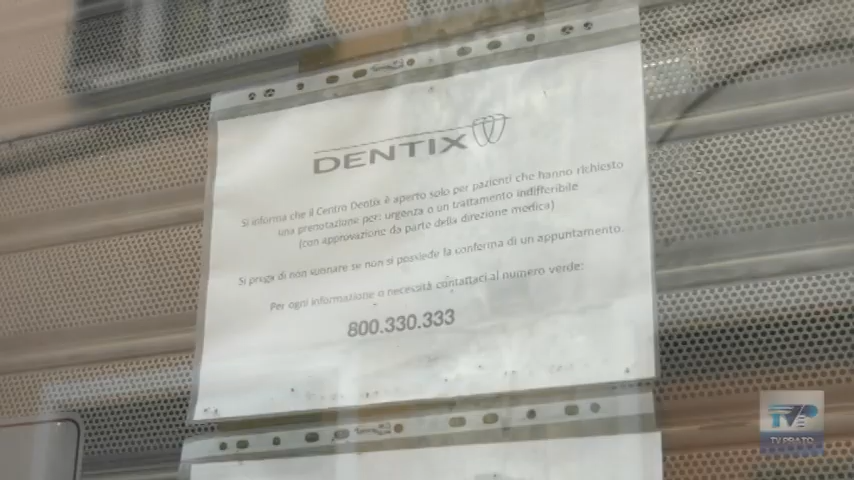 DENTIX
Si informa che il Centro Dentix è aperto solo per pazienti che hanno richiesto
una prenotazione per: urgenza o un trattamento indifferibile
(con approvazione da parte della direzione medica)
Si prega di non suonare se non si possiede la conferma di un appuntamento.
Per ogni informazione o necessità contattaci al numero verde:
800.330.333
TVP
TV PRATO